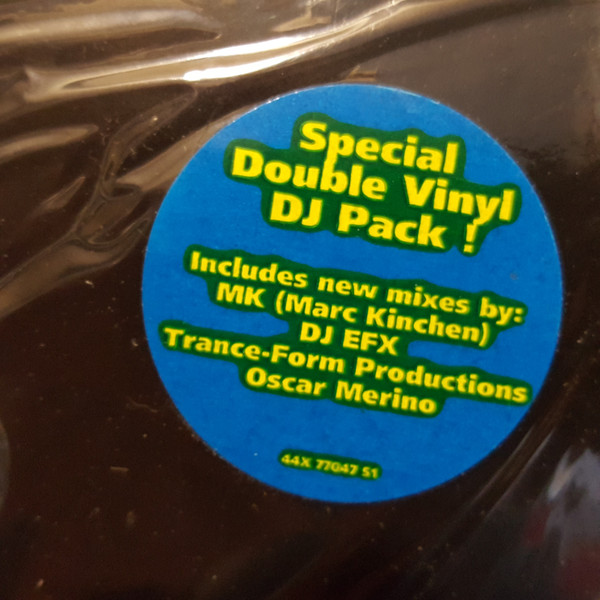 Special
Double Vinyl
DJ Pack !
Includes new mixes by:
MK (Marc Kinchen)
DJ EFX
Trance-Form Productions
Oscar Merino
44X 77047 S1